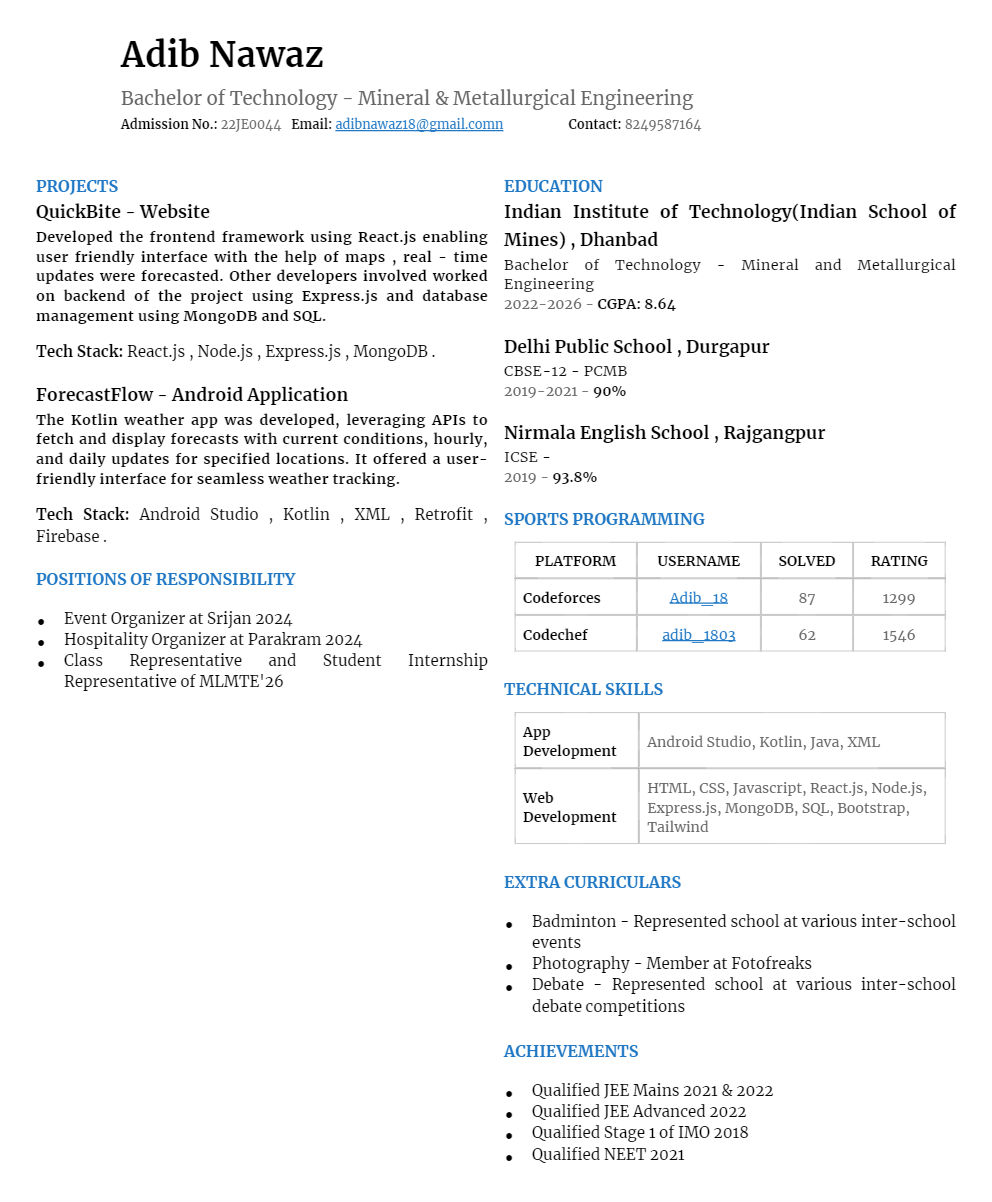 Adib Nawaz
Bachelor of Technology - Mineral & Metallurgical Engineering
Admission No.: 22JE0044 Email: adibnawaz18@gmail.comn Contact: 8249587164
PROJECTS
QuickBite - Website
Developed the frontend framework using React.js enabling
user friendly interface with the help of maps , real - time
updates were forecasted. Other developers involved worked
on backend of the project using Express.js and database
management using MongoDB and SQL.
Tech Stack: React.js , Node.js , Express.js , MongoDB .
ForecastFlow - Android Application
The Kotlin weather app was developed, leveraging APIs to
fetch and display forecasts with current conditions, hourly,
and daily updates for specified locations. It offered a user-
friendly interface for seamless weather tracking.
Tech Stack: Android Studio , Kotlin , XML , Retrofit ,
Firebase .
POSITIONS OF RESPONSIBILITY
● Event Organizer at Srijan 2024
● Hospitality Organizer at Parakram 2024
● Class Representative and Student Internship
Representative of MLMTE'26
EDUCATION
Indian Institute of Technology(Indian School of
Mines) , Dhanbad
Bachelor of Technology - Mineral and Metallurgical
Engineering
2022-2026 - CGPA: 8.64
Delhi Public School , Durgapur
CBSE-12 - PCMB
2019-2021 - 90%
Nirmala English School , Rajgangpur
ICSE -
2019 - 93.8%
SPORTS PROGRAMMING
PLATFORM USERNAME SOLVED RATING
Codeforces Adib_18 87 1299
Codechef adib_1803 62 1546
TECHNICAL SKILLS
App
Development
Android Studio, Kotlin, Java, XML
Web
Development
HTML, CSS, Javascript, React.js, Node.js,
Express.js, MongoDB, SQL, Bootstrap,
Tailwind
EXTRA CURRICULARS
● Badminton - Represented school at various inter-school
events
● Photography - Member at Fotofreaks
● Debate - Represented school at various inter-school
debate competitions
ACHIEVEMENTS
● Qualified JEE Mains 2021 & 2022
● Qualified JEE Advanced 2022
● Qualified Stage 1 of IMO 2018
● Qualified NEET 2021